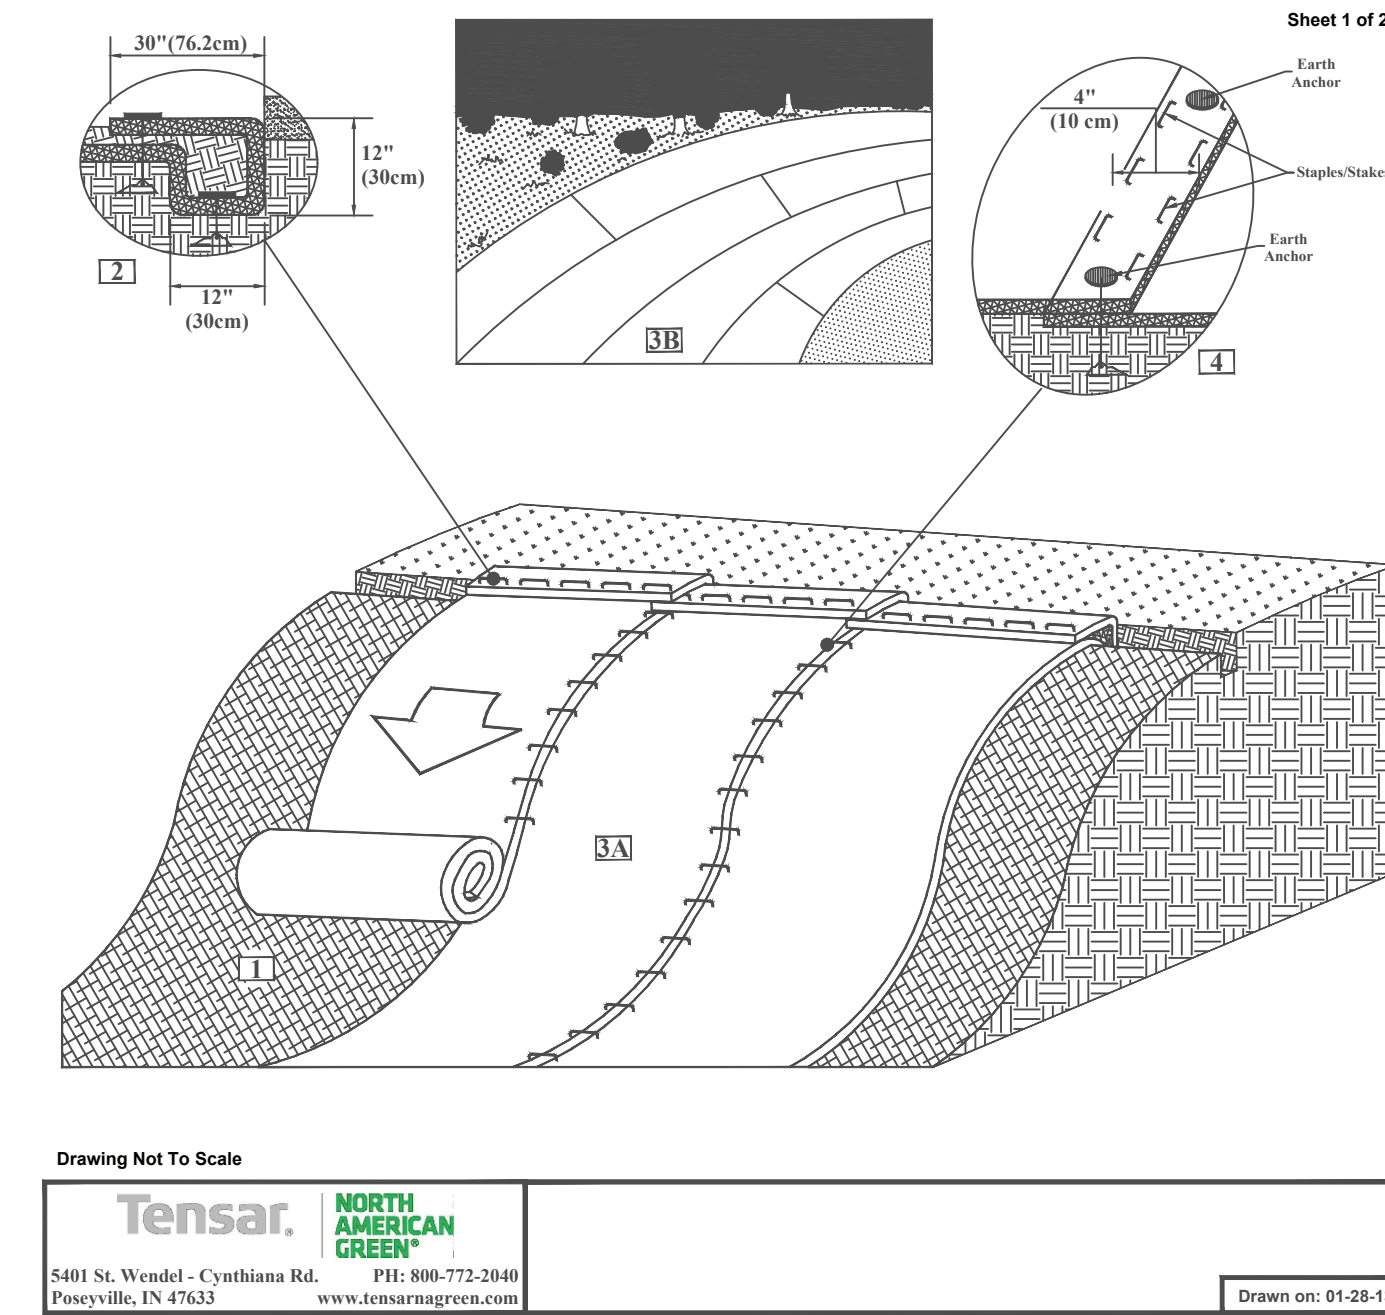 Sheet 1 of 2
30"(76.2cm)
12"
(30cm)
2
12"
(30cm)
3B
4"
(10 cm)
Earth
Anchor
Staples/Stakes
Earth
Anchor
4
3A
1
Drawing Not To Scale
Tensar®
NORTH
AMERICAN
GREEN®
5401 St. Wendel - Cynthiana Rd. PH: 800-772-2040
Poseyville, IN 47633 www.tensarnagreen.com
Drawn on: 01-28-1